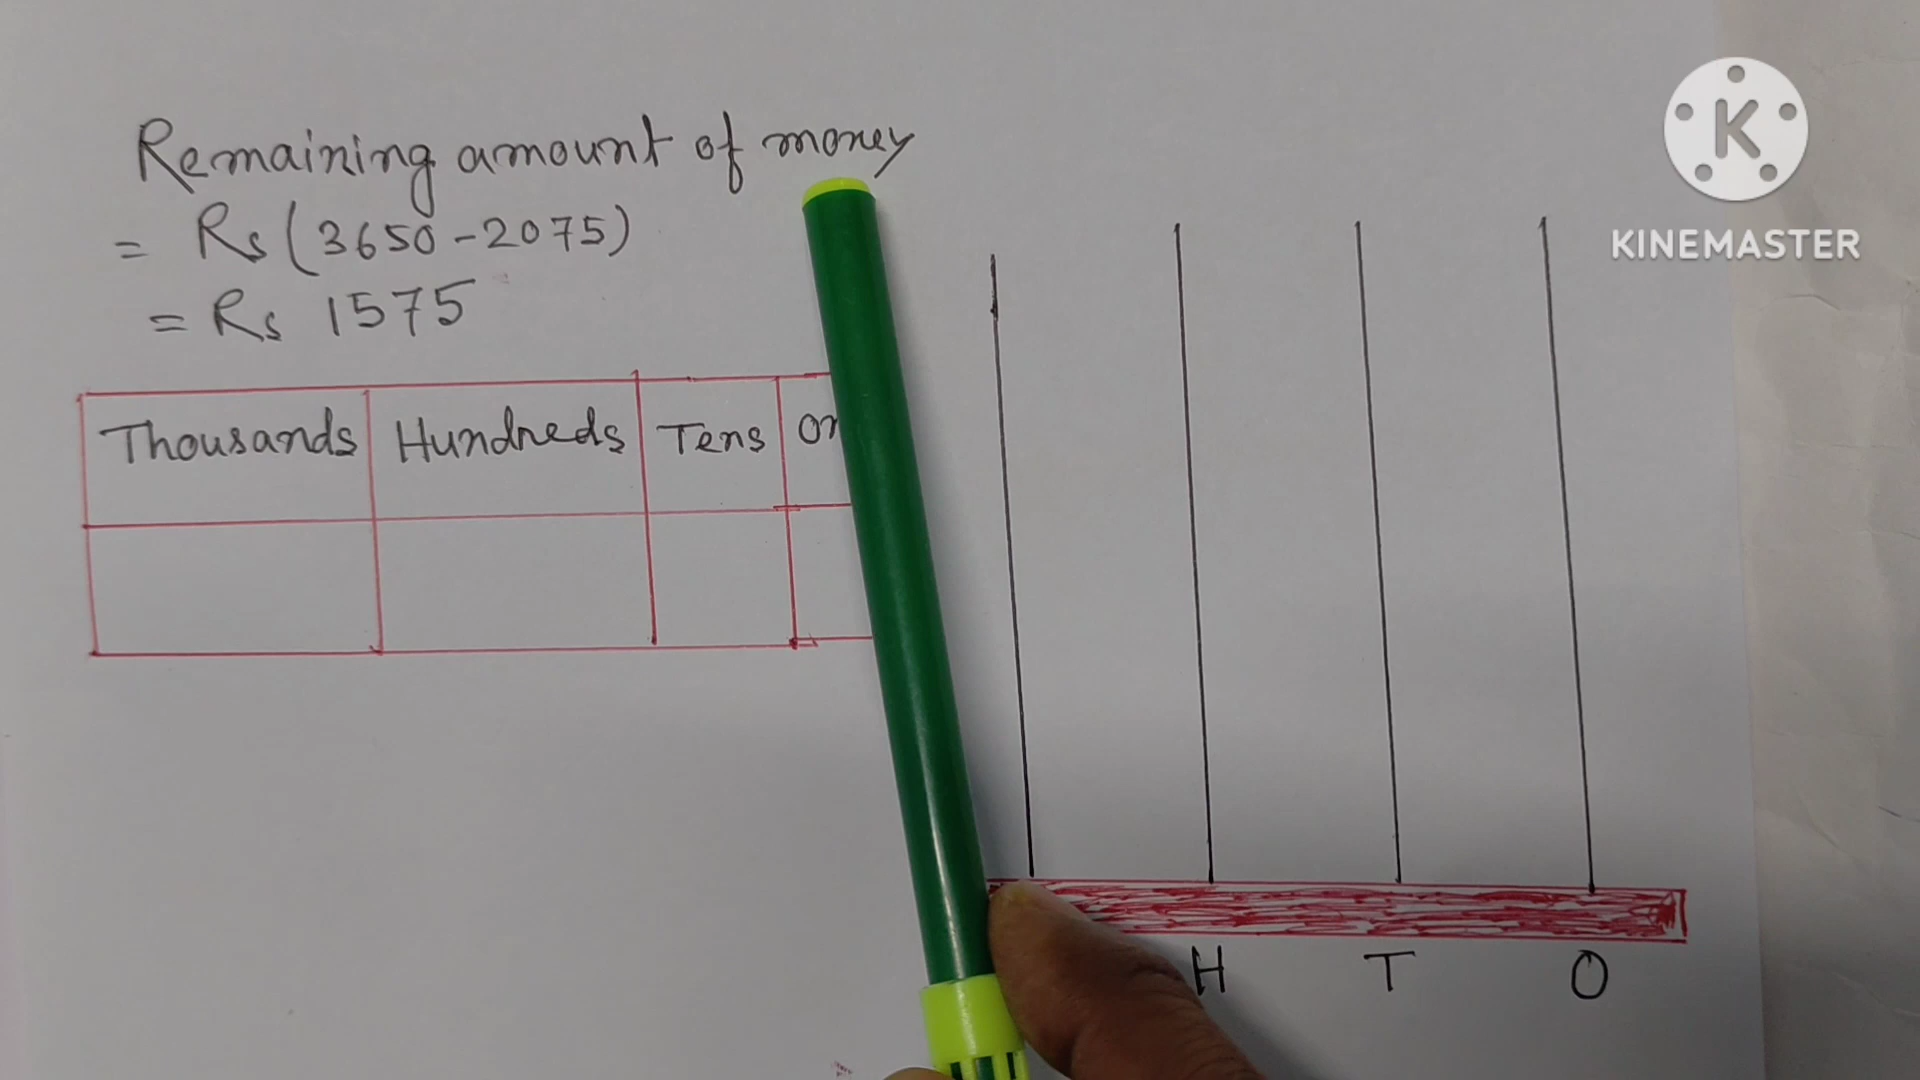 Remaining amount of money
= Rs (3650-2075)
= Rs 1575
Thousands Hundreds Tens
H T O
K
KINEMASTER